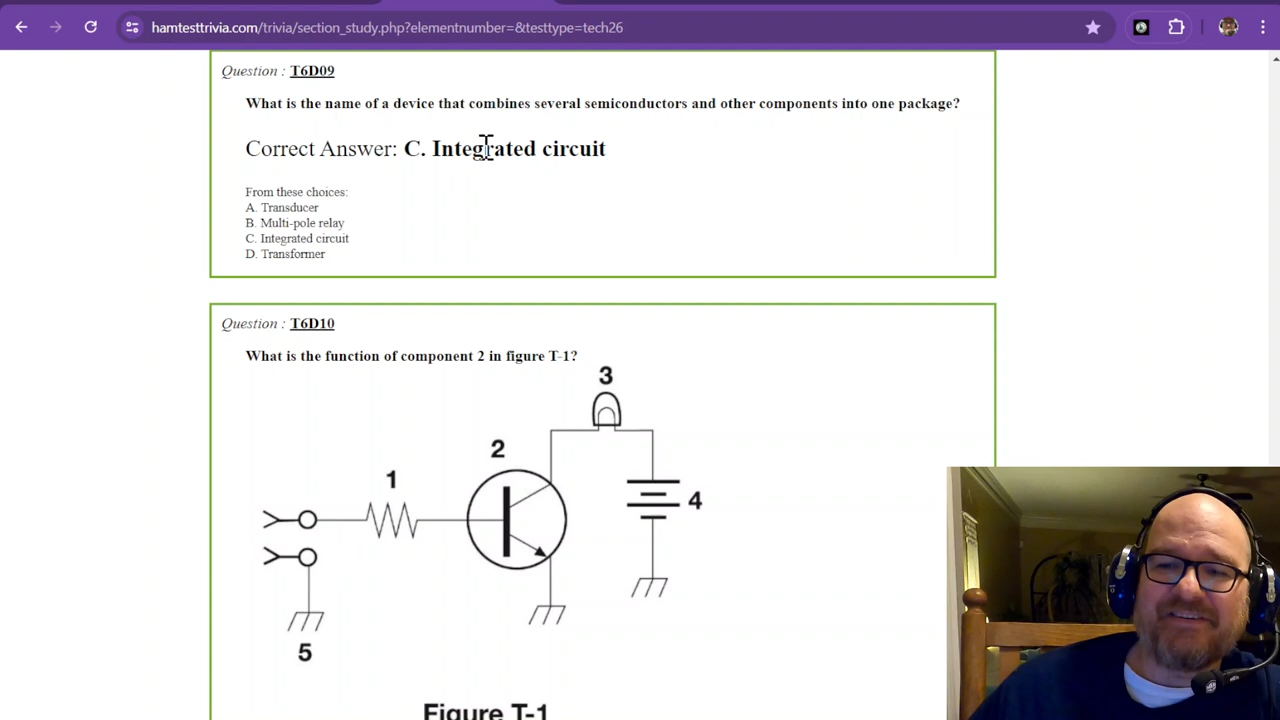 hamtesttrivia.com/trivia/section_study.php?elementnumber=&testtype=tech26
Question : T6D09
What is the name of a device that combines several semiconductors and other components into one package?
Correct Answer: C. Integrated circuit
From these choices:
A. Transducer
B. Multi-pole relay
C. Integrated circuit
D. Transformer
Question : T6D10
What is the function of component 2 in figure T-1?
3
2
1
4
5
Figure T-1